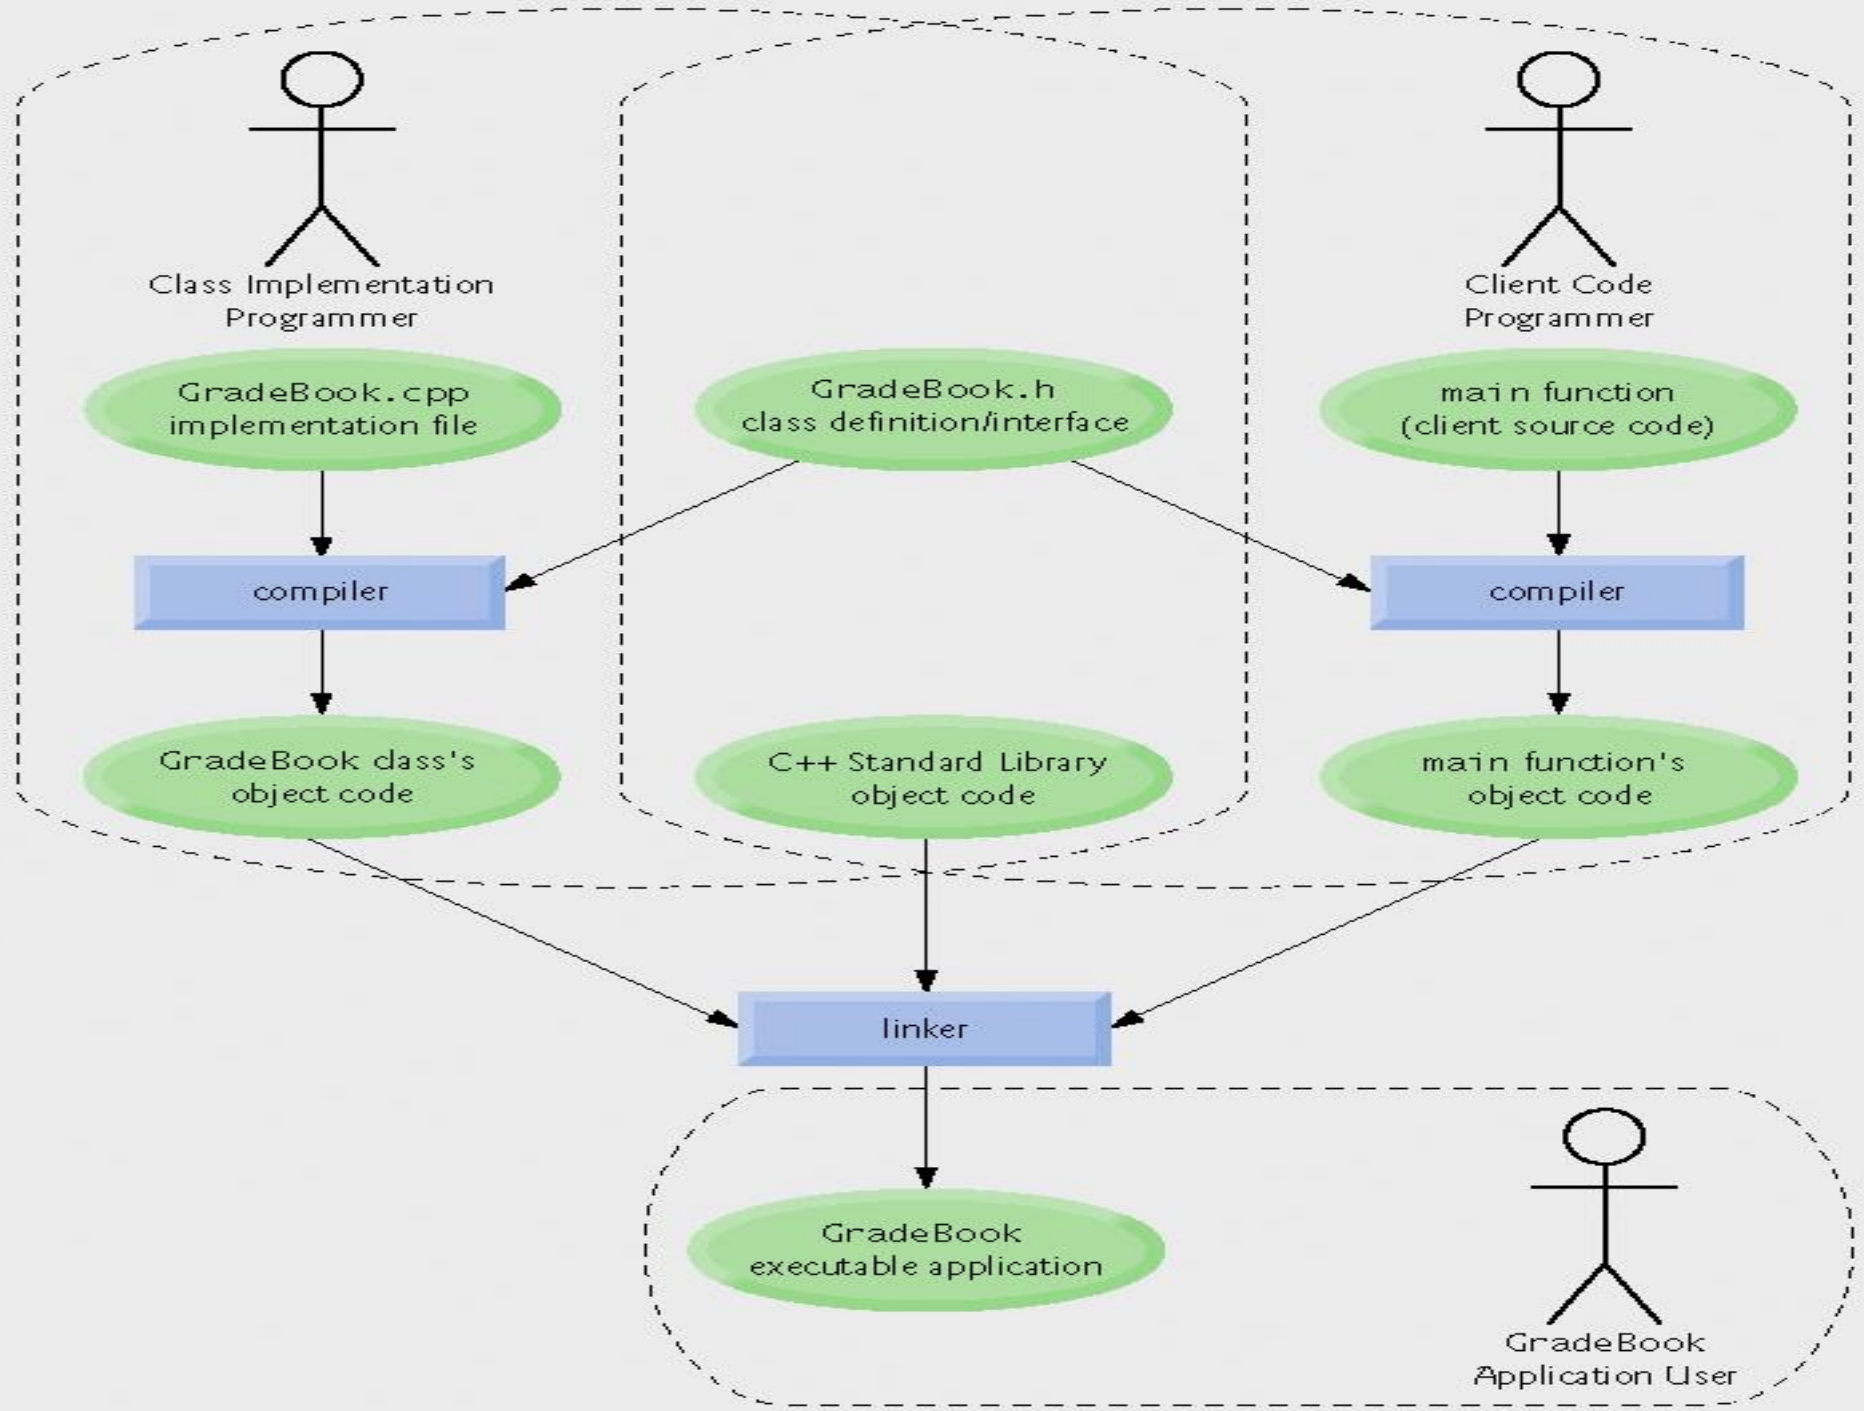 Class Implementation
Programmer
Client Code
Programmer
GradeBook.cpp
implementation file
GradeBook.h
class definition/interface
main function
(client source code)
compiler
compiler
GradeBook class's
object code
C++ Standard Library
object code
main function's
object code
linker
GradeBook
executable application
GradeBook
Application User